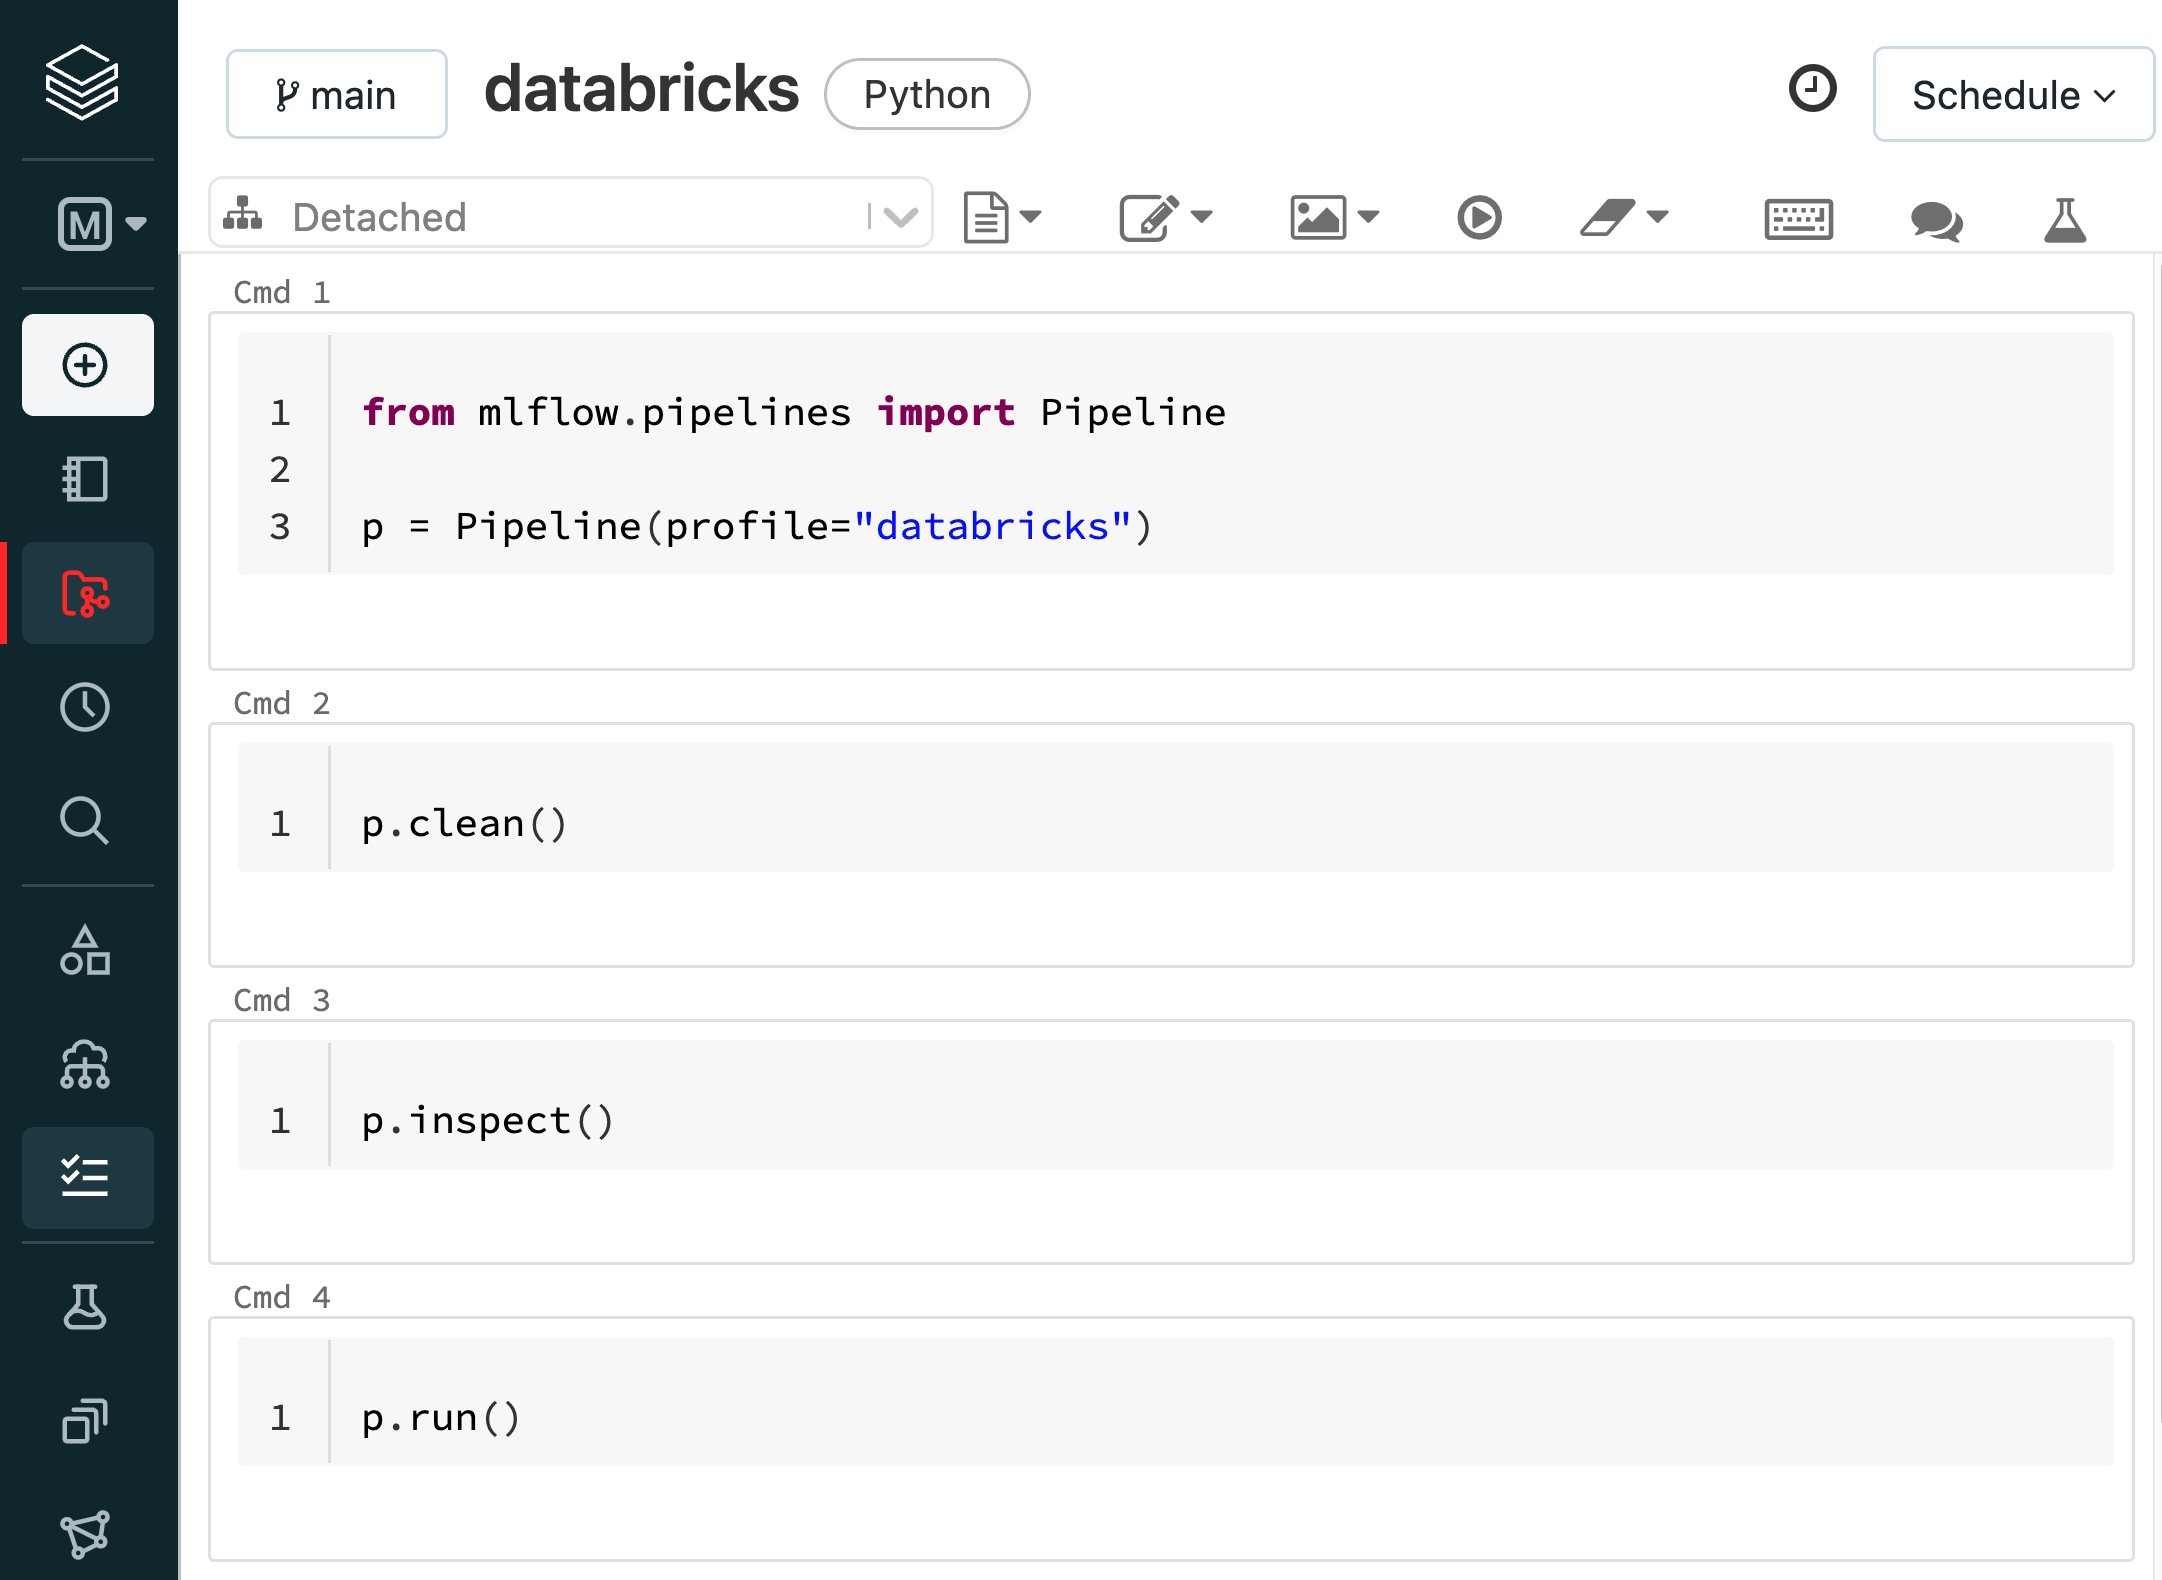 main databricks Python Schedule
M Detached
Cmd 1
1 from mlflow.pipelines import Pipeline
2
3 p = Pipeline(profile="databricks")
Cmd 2
1 p.clean()
Cmd 3
1 p.inspect()
Cmd 4
1 p.run()